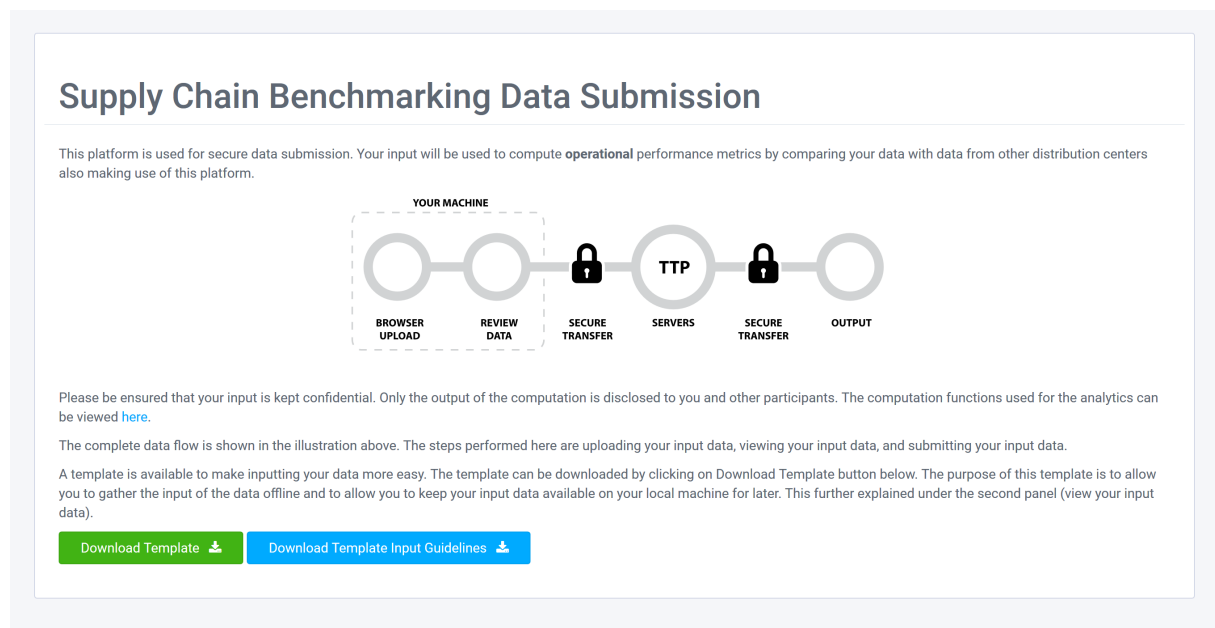 Supply Chain Benchmarking Data Submission
This platform is used for secure data submission. Your input will be used to compute operational performance metrics by comparing your data with data from other distribution centers
also making use of this platform.
YOUR MACHINE
TTP
BROWSER UPLOAD
REVIEW DATA
SECURE TRANSFER
SERVERS
SECURE TRANSFER
OUTPUT
Please be ensured that your input is kept confidential. Only the output of the computation is disclosed to you and other participants. The computation functions used for the analytics can
be viewed here.
The complete data flow is shown in the illustration above. The steps performed here are uploading your input data, viewing your input data, and submitting your input data.
A template is available to make inputting your data more easy. The template can be downloaded by clicking on Download Template button below. The purpose of this template is to allow
you to gather the input of the data offline and to allow you to keep your input data available on your local machine for later. This further explained under the second panel (view your input
data).
Download Template
Download Template Input Guidelines